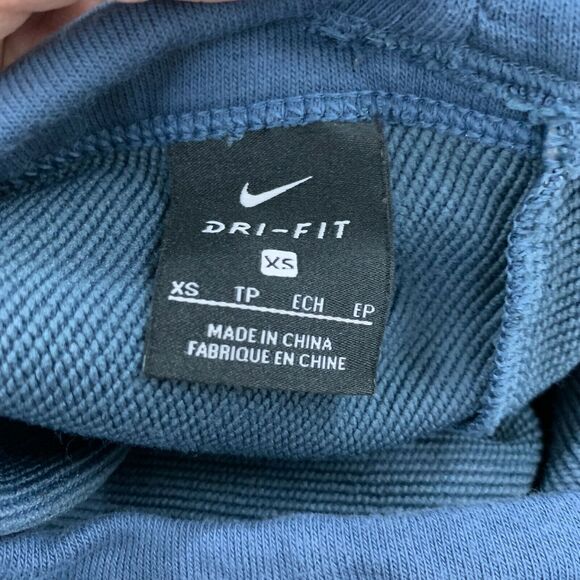 DRI-FIT
XS
XS TP ECH EP
MADE IN CHINA
FABRIQUE EN CHINE